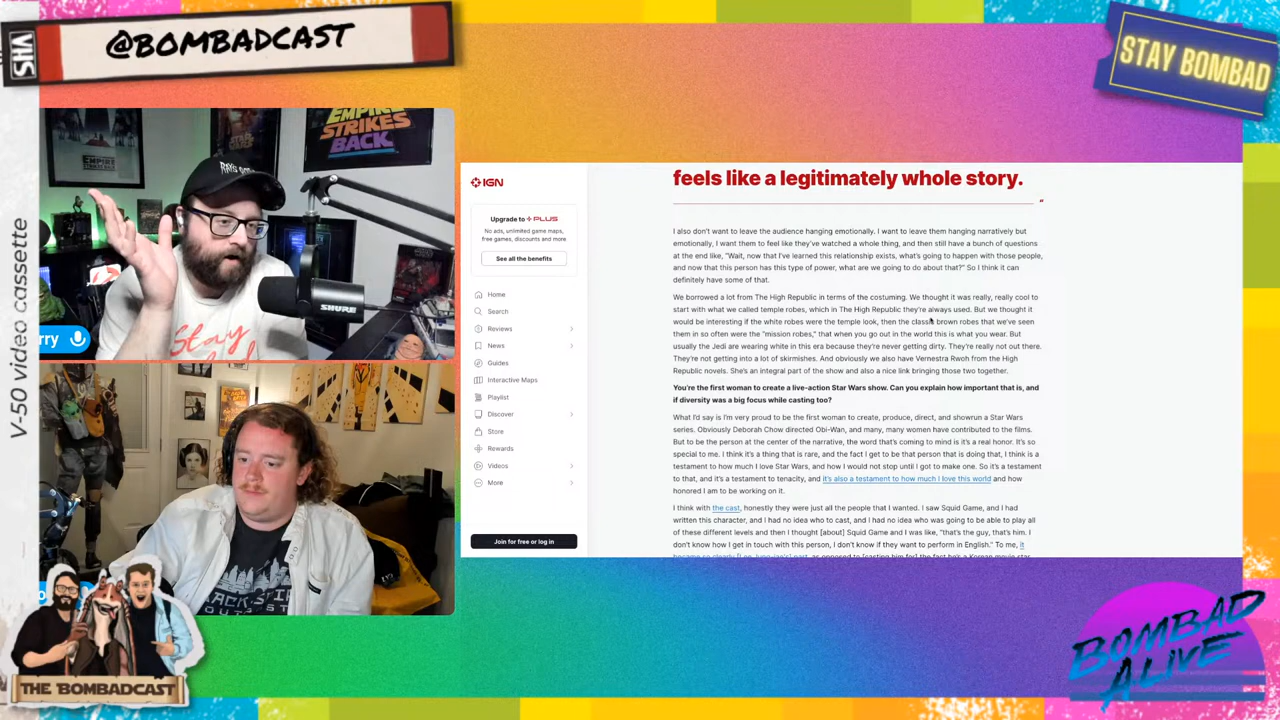 VHS
@BOMBADCAST
STAY BOMBAD
V-50 video cassette
EMPIRE
STRIKES
BACK
RAYS
SHURE
Stay
rry
THE BOMBADCAST
BOMBAD
ALIVE
IGN
Upgrade to + PLUS
No ads, unlimited game maps,
free games, discounts and more
See all the benefits
Home
Search
Reviews
News
Guides
Interactive Maps
Playlist
Discover
Store
Rewards
Videos
More
Join for free or log in
feels like a legitimately whole story.
“
I also don't want to leave the audience hanging emotionally. I want to leave them hanging narratively but
emotionally, I want them to feel like they've watched a whole thing, and then still have a bunch of questions
at the end like, "Wait, now that I've learned this relationship exists, what's going to happen with those people,
and now that this person has this type of power, what are we going to do about that?" So I think it can
definitely have some of that.
We borrowed a lot from The High Republic in terms of the costuming. We thought it was really, really cool to
start with what we called temple robes, which in The High Republic they're always used. But we thought it
would be interesting if the white robes were the temple look, then the classic brown robes that we've seen
them in so often were the "mission robes," that when you go out in the world this is what you wear. But
usually the Jedi are wearing white in this era because they're never getting dirty. They're really not out there.
They're not getting into a lot of skirmishes. And obviously we also have Vernestra Rwoh from the High
Republic novels. She's an integral part of the show and also a nice link bringing those two together.
You're the first woman to create a live-action Star Wars show. Can you explain how important that is, and
if diversity was a big focus while casting too?
What I'd say is I'm very proud to be the first woman to create, produce, direct, and showrun a Star Wars
series. Obviously Deborah Chow directed Obi-Wan, and many, many women have contributed to the films.
But to be the person at the center of the narrative, the word that's coming to mind is it's a real honor. It's so
special to me. I think it's a thing that is rare, and the fact I get to be that person that is doing that, I think is a
testament to how much I love Star Wars, and how I would not stop until I got to make one. So it's a testament
to that, and it's a testament to tenacity, and it's also a testament to how much I love this world and how
honored I am to be working on it.
I think with the cast, honestly they were just all the people that I wanted. I saw Squid Game, and I had
written this character, and I had no idea who to cast, and I had no idea who was going to be able to play all
of these different levels and then I thought [about] Squid Game and I was like, "that's the guy, that's him. I
don't know how I get in touch with this person, I don't know if they want to perform in English." To me, it
became so clearly [Lee Jung-jae's] part, as opposed to [casting him for] the fact he's a Korean movie star